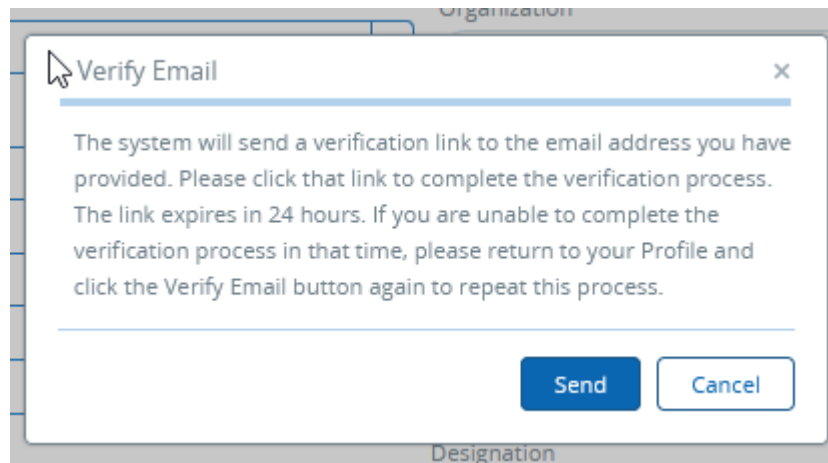 Organization
Verify Email
×
The system will send a verification link to the email address you have
provided. Please click that link to complete the verification process.
The link expires in 24 hours. If you are unable to complete the
verification process in that time, please return to your Profile and
click the Verify Email button again to repeat this process.
Send Cancel
Designation